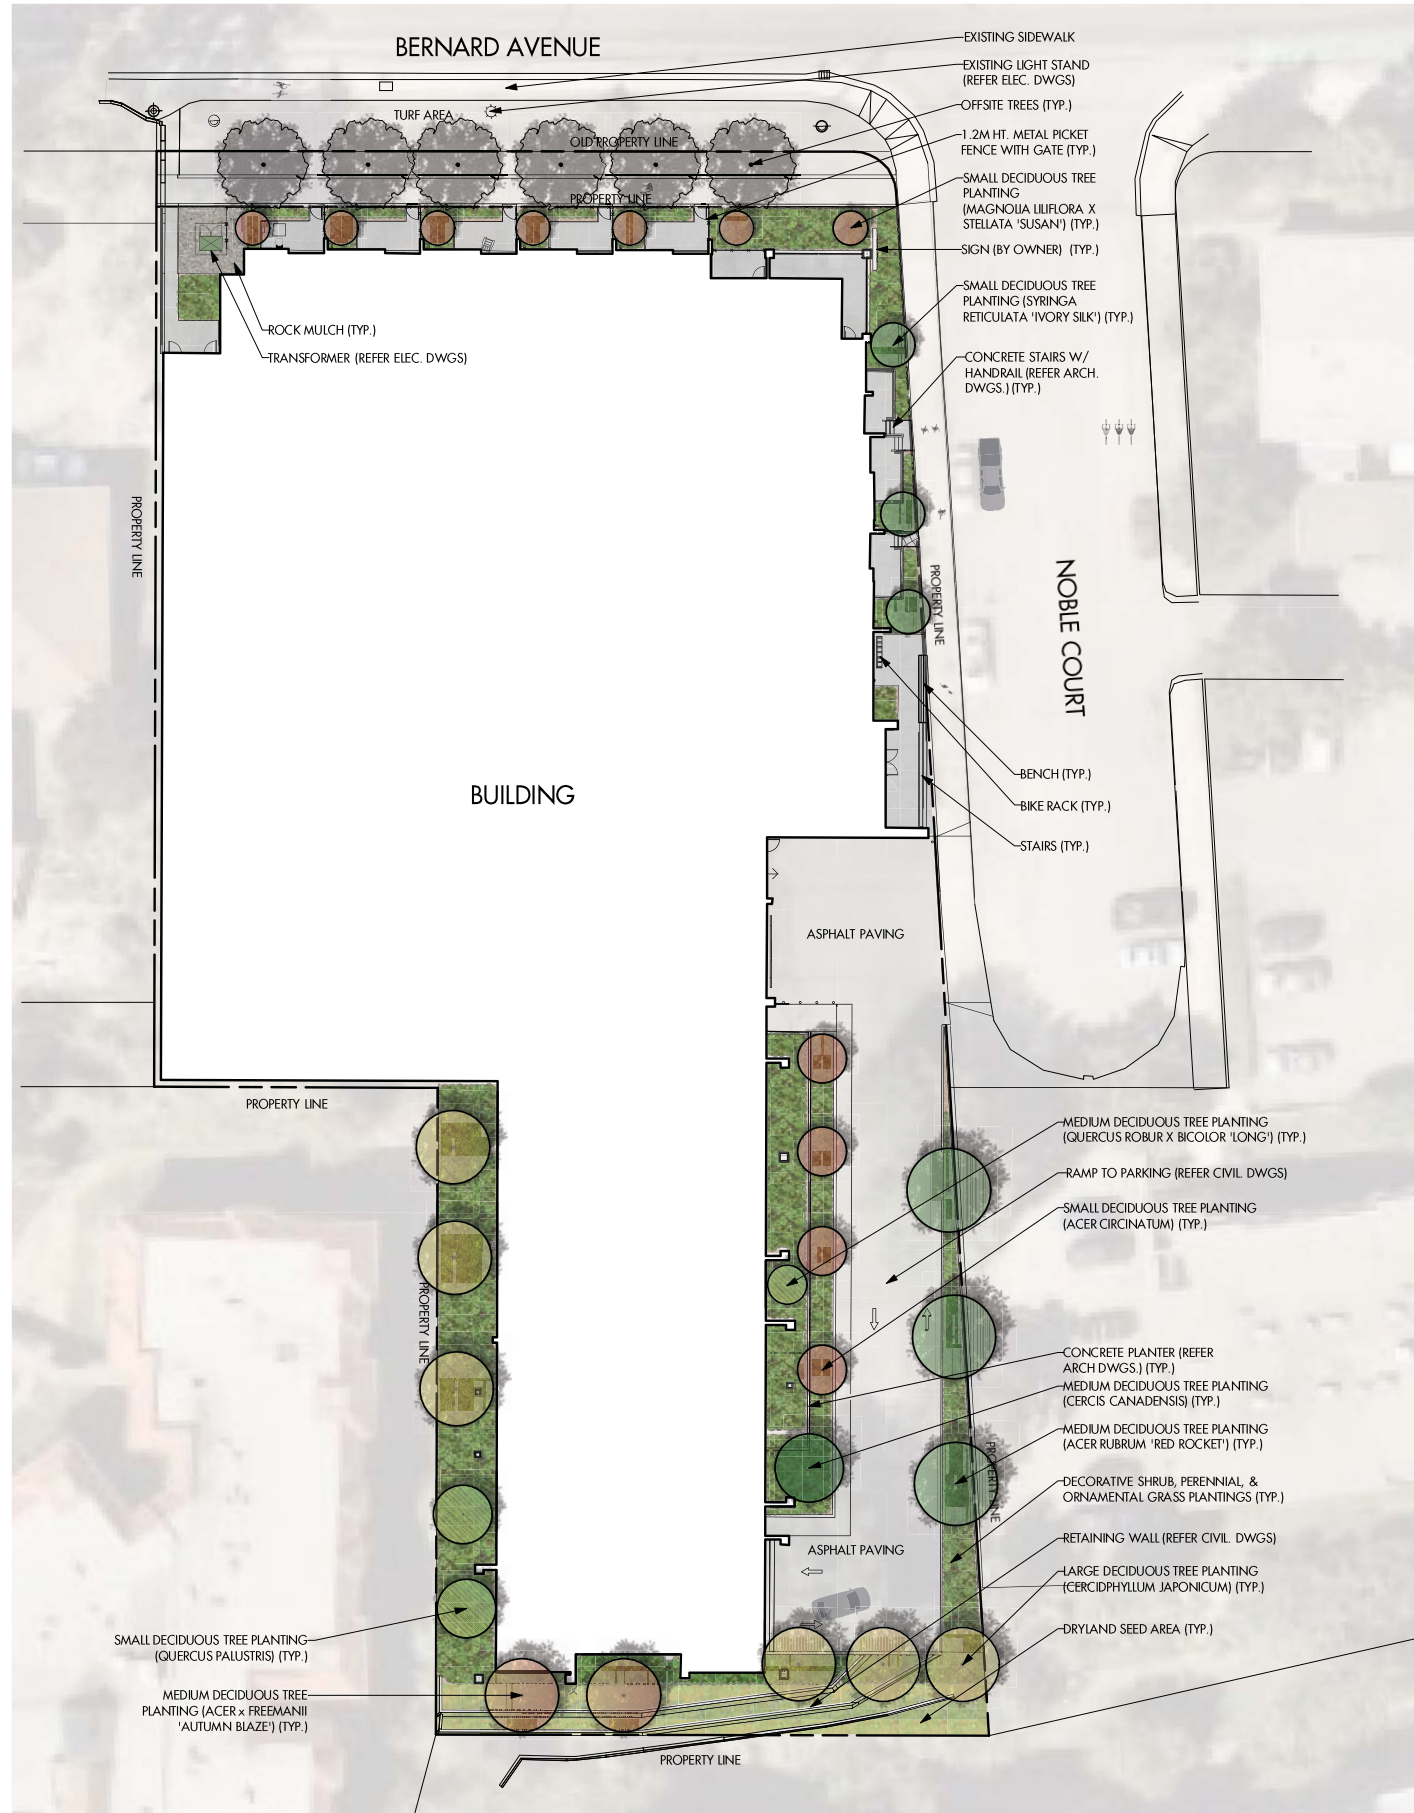 BERNARD AVENUE
EXISTING SIDEWALK
EXISTING LIGHT STAND
(REFER ELEC. DWGS)
OFFSITE TREES (TYP.)
TURF AREA
OLD PROPERTY LINE
1.2M HT. METAL PICKET
FENCE WITH GATE (TYP.)
SMALL DECIDUOUS TREE
PLANTING
(MAGNOLIA LILIFLORA X
STELLATA 'SUSAN') (TYP.)
PROPERTY LINE
SIGN (BY OWNER) (TYP.)
SMALL DECIDUOUS TREE
PLANTING (SYRINGA
RETICULATA 'IVORY SILK') (TYP.)
ROCK MULCH (TYP.)
TRANSFORMER (REFER ELEC. DWGS)
CONCRETE STAIRS W/
HANDRAIL (REFER ARCH.
DWGS.) (TYP.)
PROPERTY LINE
PROPERTY LINE
NOBLE COURT
BUILDING
BENCH (TYP.)
BIKE RACK (TYP.)
STAIRS (TYP.)
ASPHALT PAVING
PROPERTY LINE
MEDIUM DECIDUOUS TREE PLANTING
(QUERCUS ROBUR X BICOLOR 'LONG') (TYP.)
RAMP TO PARKING (REFER CIVIL. DWGS)
SMALL DECIDUOUS TREE PLANTING
(ACER CIRCINATUM) (TYP.)
PROPERTY LINE
CONCRETE PLANTER (REFER
ARCH DWGS.) (TYP.)
MEDIUM DECIDUOUS TREE PLANTING
(CERCIS CANADENSIS) (TYP.)
MEDIUM DECIDUOUS TREE PLANTING
(ACER RUBRUM 'RED ROCKET') (TYP.)
PROPERTY LINE
DECORATIVE SHRUB, PERENNIAL, &
ORNAMENTAL GRASS PLANTINGS (TYP.)
RETAINING WALL (REFER CIVIL. DWGS)
ASPHALT PAVING
LARGE DECIDUOUS TREE PLANTING
(CERCIDPHYLLUM JAPONICUM) (TYP.)
DRYLAND SEED AREA (TYP.)
SMALL DECIDUOUS TREE PLANTING
(QUERCUS PALUSTRIS) (TYP.)
MEDIUM DECIDUOUS TREE
PLANTING (ACER x FREEMANII
'AUTUMN BLAZE') (TYP.)
PROPERTY LINE